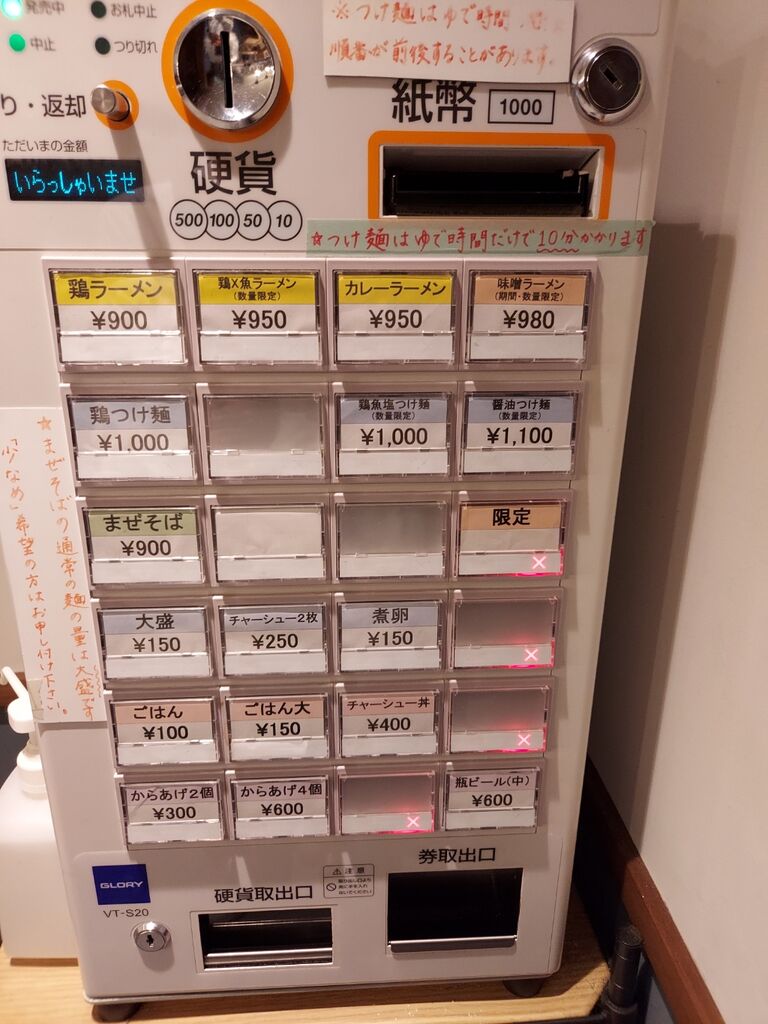 発売中
お札中止
中止
つり切れ
※つけ麺はゆで時間
順番が前後することがあります。
り・返却
紙幣 1000
ただいまの金額
いらっしゃいませ
硬貨
500 100 50 10
☆つけ麺はゆで時間だけで10分かかります
鶏ラーメン
¥900
鶏X魚ラーメン
(数量限定)
¥950
カレーラーメン
¥950
味噌ラーメン
(期間・数量限定)
¥980
鶏つけ麺
¥1,000
鶏魚塩つけ麺
(数量限定)
¥1,000
醤油つけ麺
(数量限定)
¥1,100
☆まぜそばの通常の麺の量は大盛です
「少なめ」希望の方はお申し付け下さい。
まぜそば
¥900
限定
×
大盛
¥150
チャーシュー2枚
¥250
煮卵
¥150
×
ごはん
¥100
ごはん大
¥150
チャーシュー丼
¥400
×
からあげ2個
¥300
からあげ4個
¥600
×
瓶ビール(中)
¥600
GLORY
VT-S20
硬貨取出口
注意
券取出口